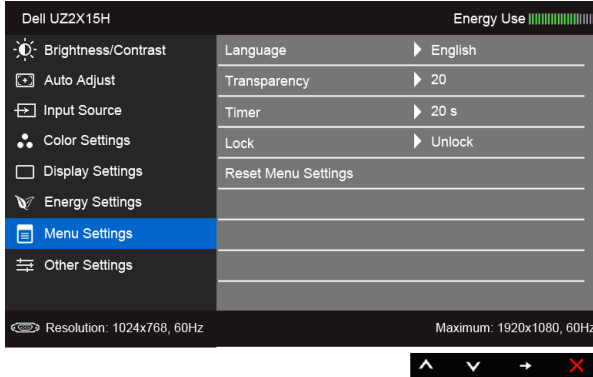 Dell UZ2X15H Energy Use
Brightness/Contrast Language English
Auto Adjust Transparency 20
Input Source Timer 20 s
Color Settings Lock Unlock
Display Settings Reset Menu Settings
Energy Settings
Menu Settings
Other Settings
Resolution: 1024x768, 60Hz Maximum: 1920x1080, 60Hz